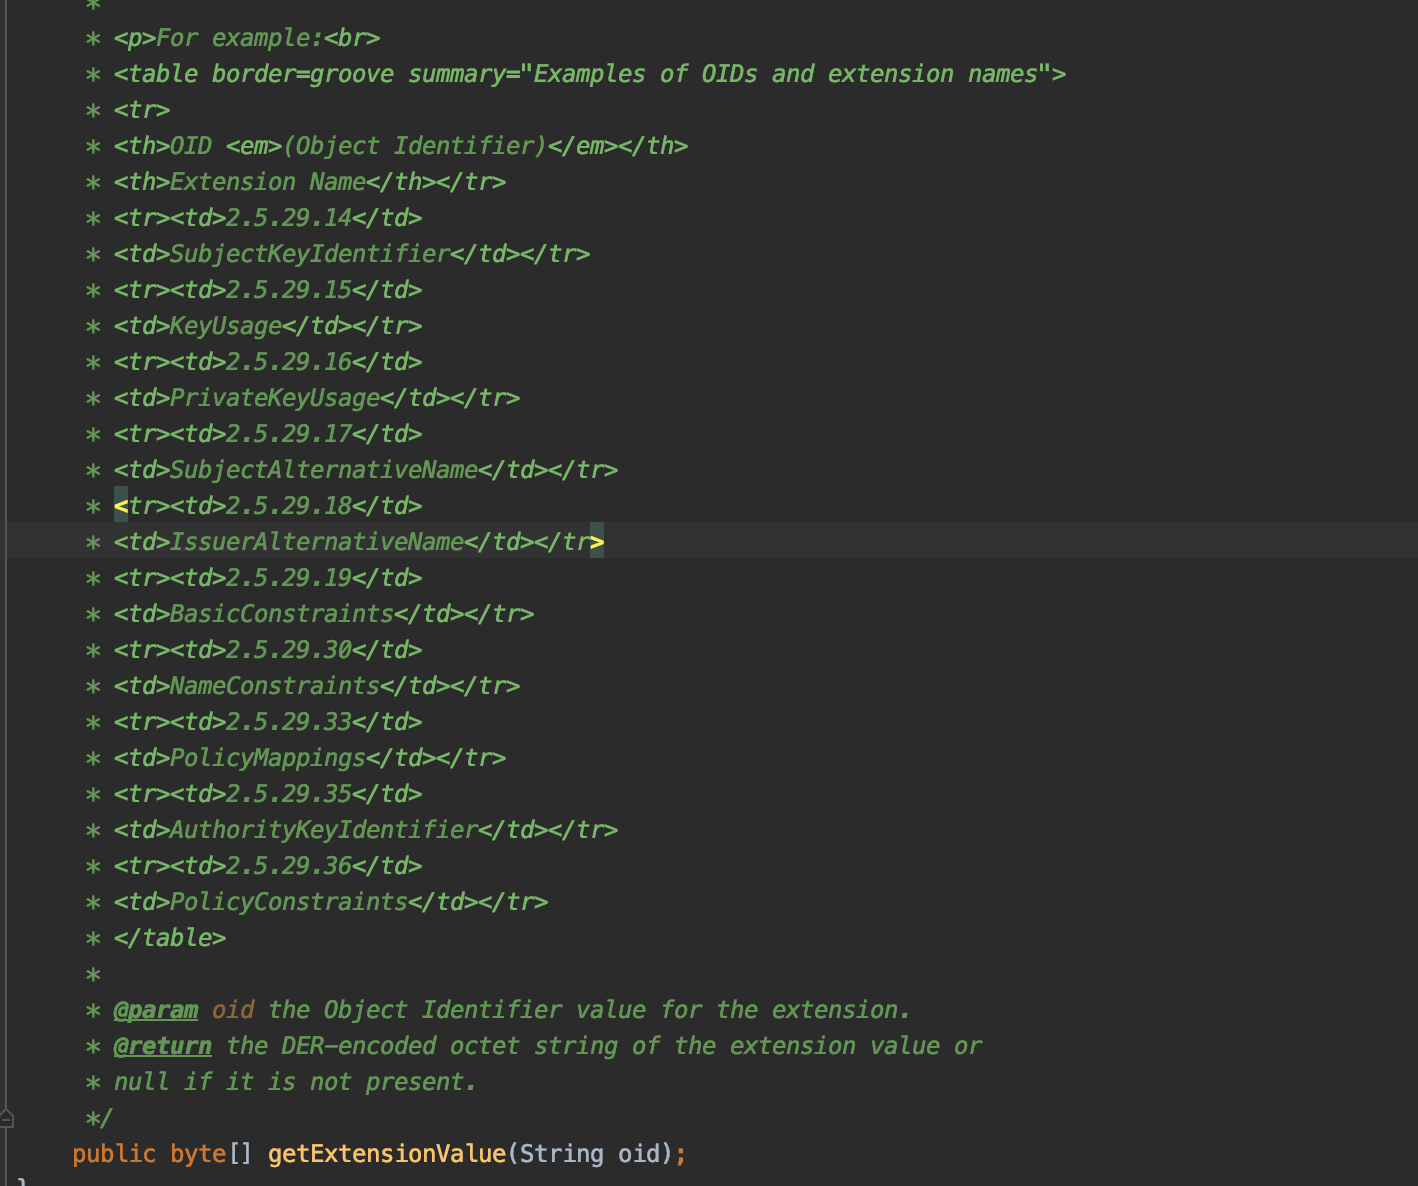 *
* <p>For example:<br>
* <table border=groove summary="Examples of OIDs and extension names">
* <tr>
* <th>OID <em>(Object Identifier)</em></th>
* <th>Extension Name</th></tr>
* <tr><td>2.5.29.14</td>
* <td>SubjectKeyIdentifier</td></tr>
* <tr><td>2.5.29.15</td>
* <td>KeyUsage</td></tr>
* <tr><td>2.5.29.16</td>
* <td>PrivateKeyUsage</td></tr>
* <tr><td>2.5.29.17</td>
* <td>SubjectAlternativeName</td></tr>
* <tr><td>2.5.29.18</td>
* <td>IssuerAlternativeName</td></tr>
* <tr><td>2.5.29.19</td>
* <td>BasicConstraints</td></tr>
* <tr><td>2.5.29.30</td>
* <td>NameConstraints</td></tr>
* <tr><td>2.5.29.33</td>
* <td>PolicyMappings</td></tr>
* <tr><td>2.5.29.35</td>
* <td>AuthorityKeyIdentifier</td></tr>
* <tr><td>2.5.29.36</td>
* <td>PolicyConstraints</td></tr>
* </table>
*
* @param oid the Object Identifier value for the extension.
* @return the DER-encoded octet string of the extension value or
* null if it is not present.
*/
public byte[] getExtensionValue(String oid);
}